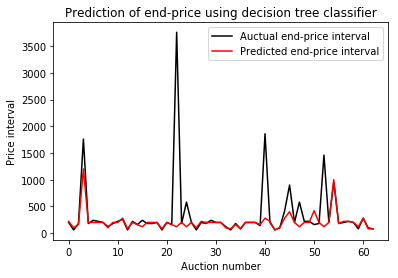 Prediction of end-price using decision tree classifier
Auctual end-price interval
Predicted end-price interval
3500
3000
2500
2000
1500
1000
500
0
Price interval
0 10 20 30 40 50 60
Auction number